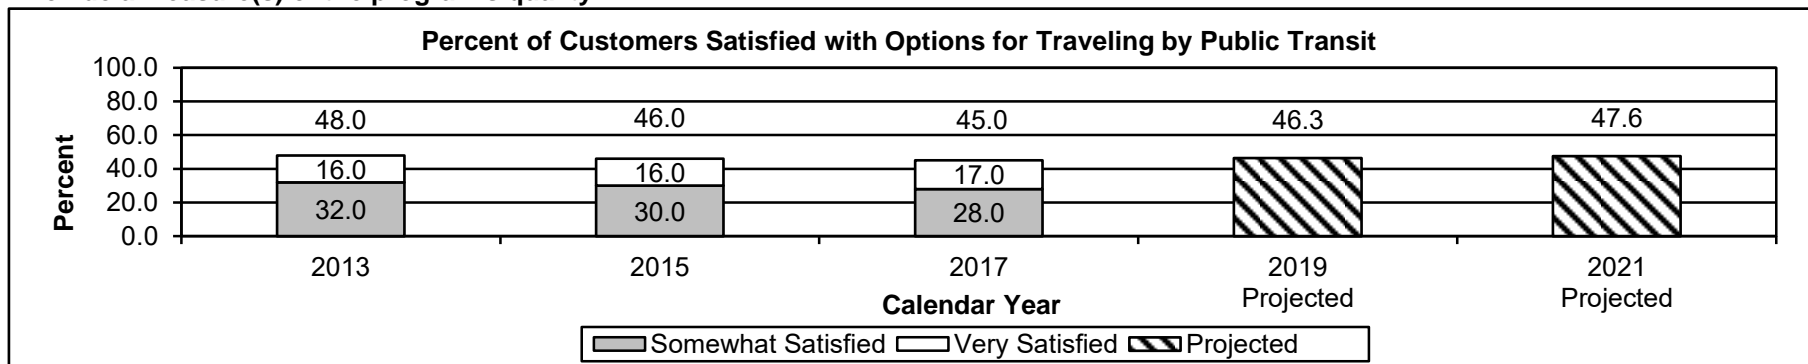 Percent of Customers Satisfied with Options for Traveling by Public Transit
100.0
80.0
60.0
40.0
20.0
0.0
Percent
48.0 46.0 45.0 46.3 47.6
16.0 16.0 17.0
32.0 30.0 28.0
2013 2015 2017 2019 2021
Projected Projected
Calendar Year
Somewhat Satisfied Very Satisfied Projected